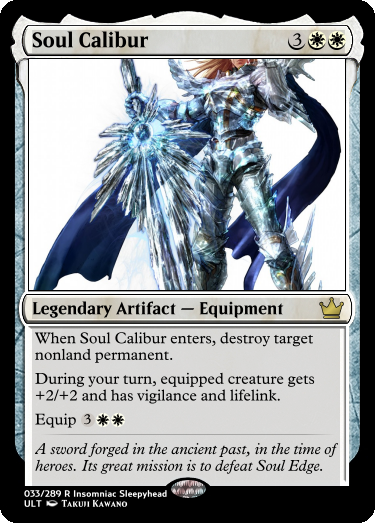 Soul Calibur 3
Legendary Artifact — Equipment
When Soul Calibur enters, destroy target
nonland permanent.
During your turn, equipped creature gets
+2/+2 and has vigilance and lifelink.
Equip 3
A sword forged in the ancient past, in the time of
heroes. Its great mission is to defeat Soul Edge.
033/289 R Insomniac Sleepyhead
ULT Takuji Kawano